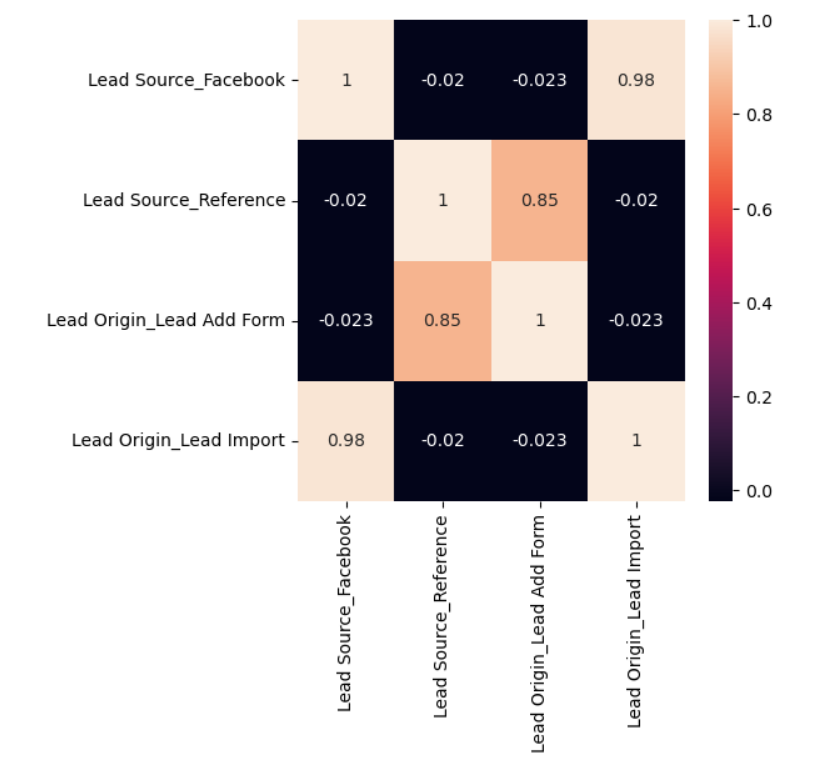 Lead Source_Facebook
1 -0.02 -0.023 0.98
Lead Source_Reference
-0.02 1 0.85 -0.02
Lead Origin_Lead Add Form
-0.023 0.85 1 -0.023
Lead Origin_Lead Import
0.98 -0.02 -0.023 1
Lead Source_Facebook
Lead Source_Reference
Lead Origin_Lead Add Form
Lead Origin_Lead Import
1.0
0.8
0.6
0.4
0.2
0.0